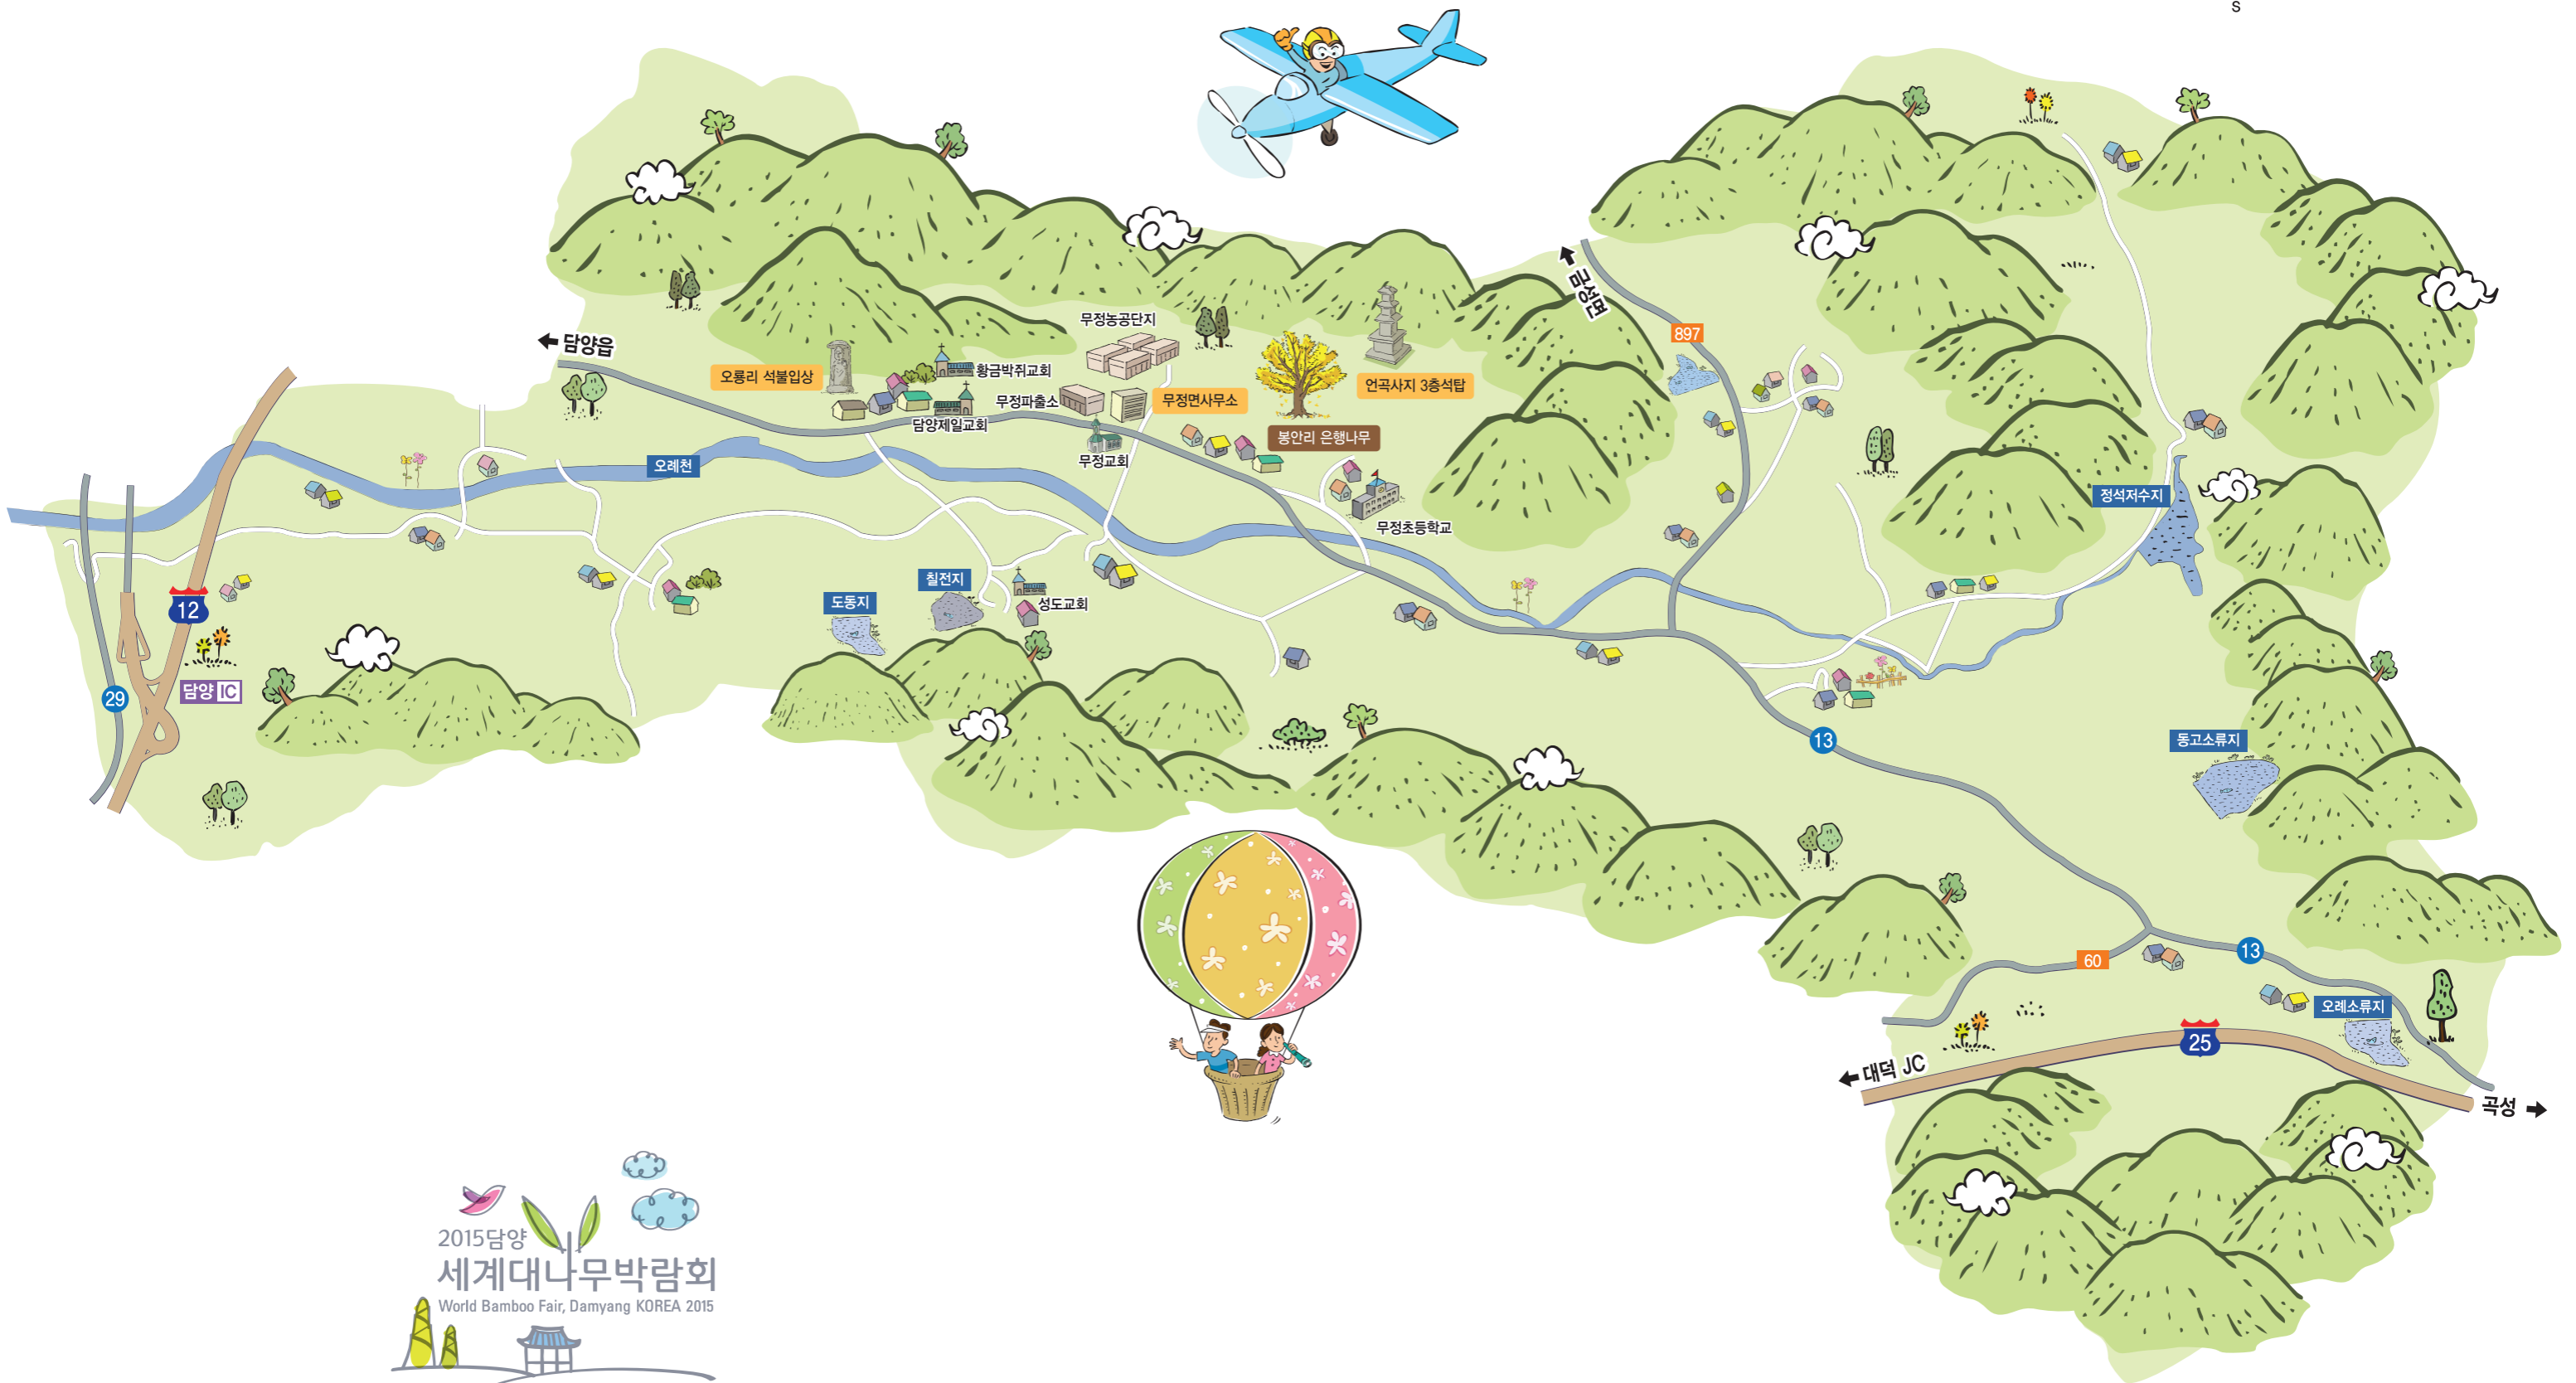 S
금성면
897
무정농공단지
담양읍
황금박쥐교회
오룡리 석불입상
언곡사지 3층석탑
무정파출소
무정면사무소
담양제일교회
봉안리 은행나무
무정교회
오례천
정석저수지
무정초등학교
칠전지
도동지
성도교회
12
담양 IC
29
13
동고소류지
60
13
오례소류지
25
대덕 JC
곡성
2015담양
세계대나무박람회
World Bamboo Fair, Damyang KOREA 2015